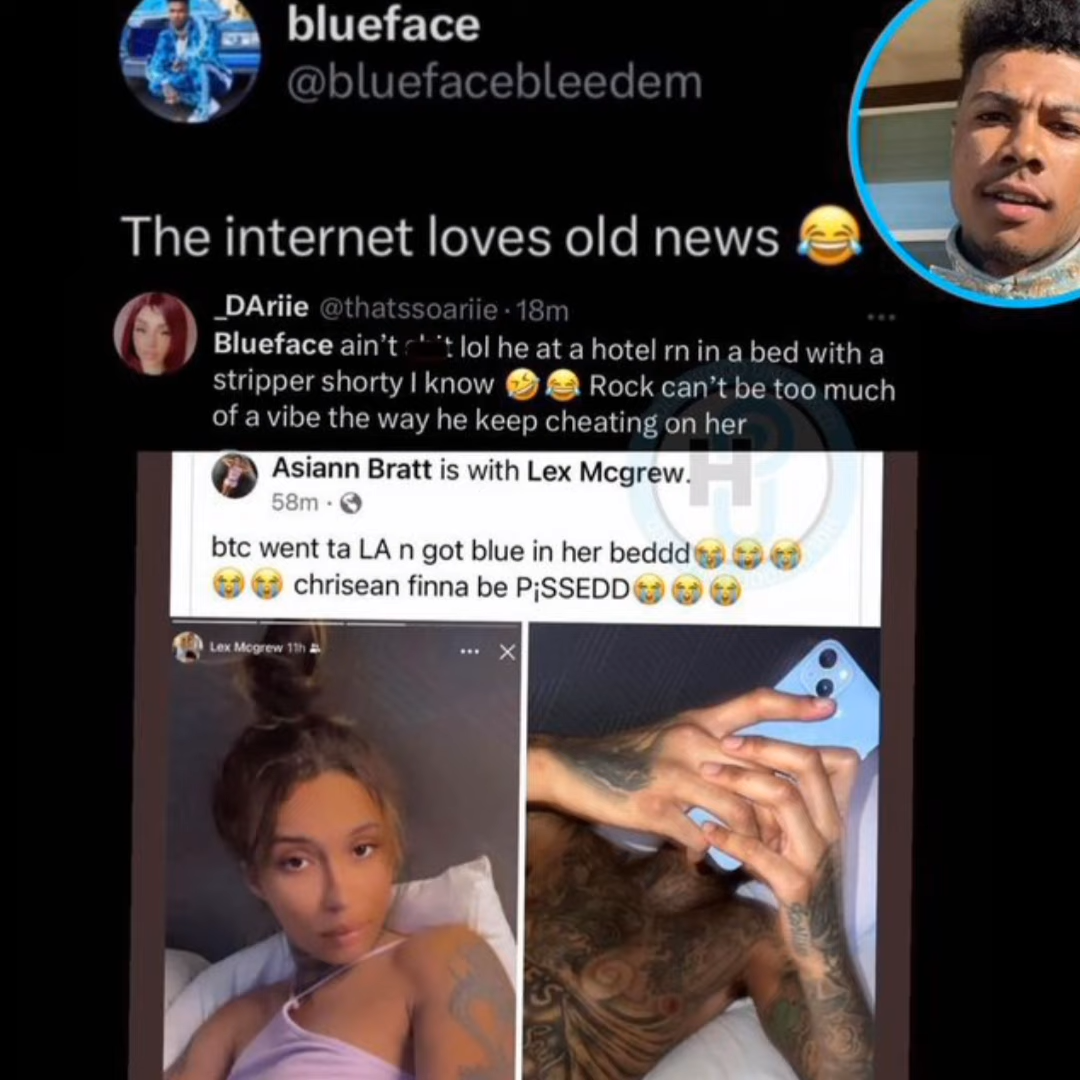 blueface
@bluefacebleedem
The internet loves old news 😂
_DAriie @thatssoariie · 18m
Blueface ain't lol he at a hotel rn in a bed with a
stripper shorty I know 🤣😂 Rock can't be too much
of a vibe the way he keep cheating on her
Asiann Bratt is with Lex Mcgrew.
58m ·
btc went ta LA n got blue in her beddd😭😭😭
😭😭 chrisean finna be P¡SSEDD😭😭😭
Lex Mcgrew 11h